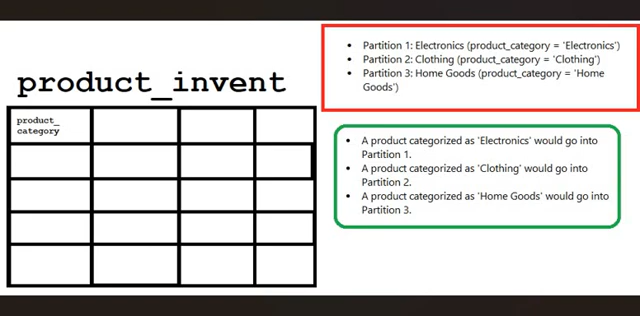 product_invent
product_
category
• Partition 1: Electronics (product_category = 'Electronics')
• Partition 2: Clothing (product_category = 'Clothing')
• Partition 3: Home Goods (product_category = 'Home
Goods')
• A product categorized as 'Electronics' would go into
Partition 1.
• A product categorized as 'Clothing' would go into
Partition 2.
• A product categorized as 'Home Goods' would go into
Partition 3.